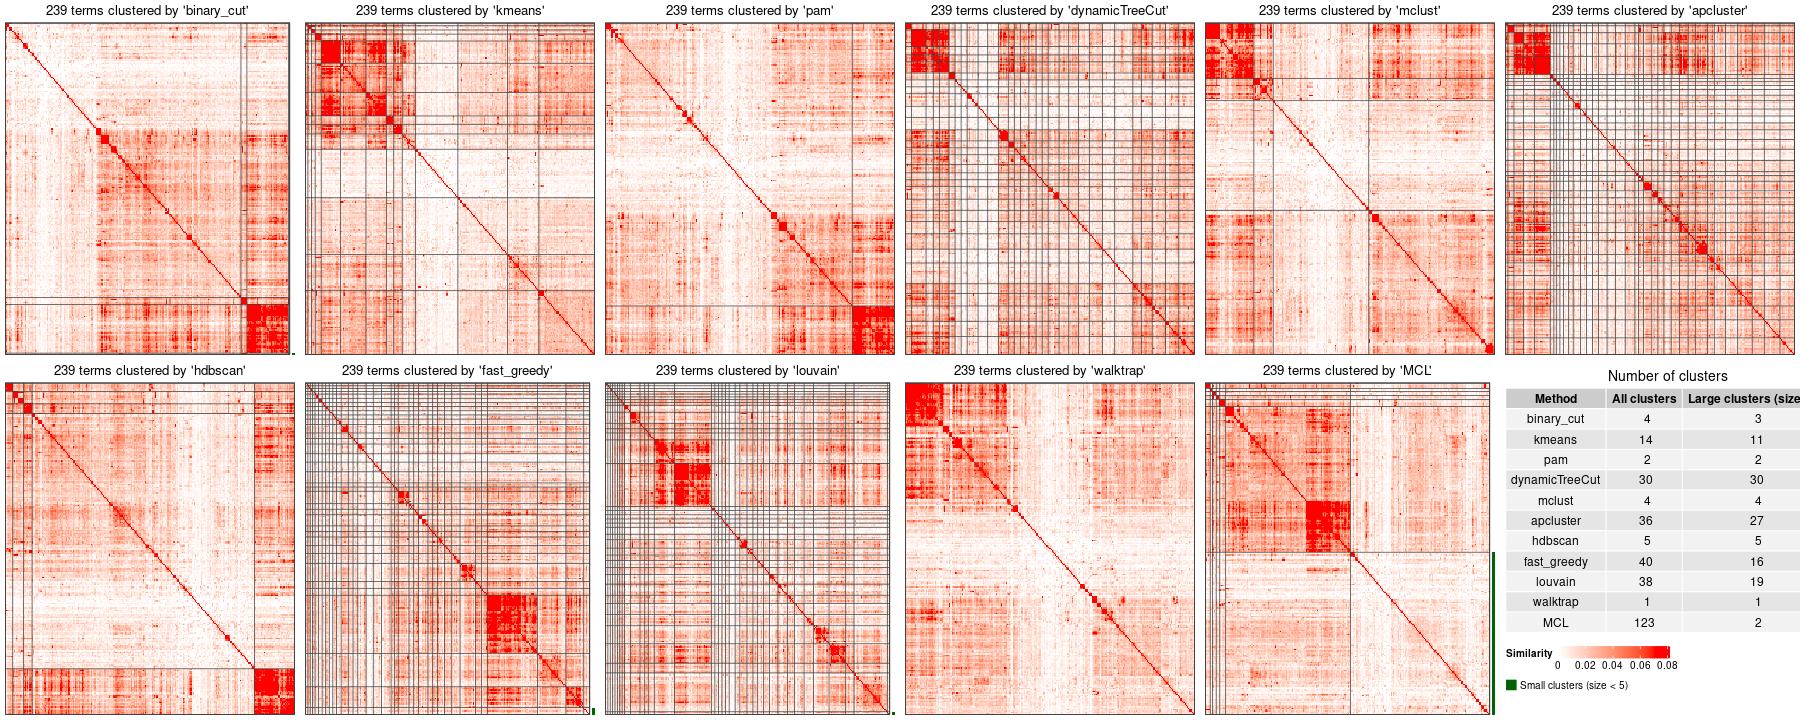 239 terms clustered by 'binary_cut'
239 terms clustered by 'kmeans'
239 terms clustered by 'pam'
239 terms clustered by 'dynamicTreeCut'
239 terms clustered by 'mclust'
239 terms clustered by 'apcluster'
239 terms clustered by 'hdbscan'
239 terms clustered by 'fast_greedy'
239 terms clustered by 'louvain'
239 terms clustered by 'walktrap'
239 terms clustered by 'MCL'
Number of clusters
Method All clusters Large clusters (size
binary_cut 4 3
kmeans 14 11
pam 2 2
dynamicTreeCut 30 30
mclust 4 4
apcluster 36 27
hdbscan 5 5
fast_greedy 40 16
louvain 38 19
walktrap 1 1
MCL 123 2
Similarity
0 0.02 0.04 0.06 0.08
Small clusters (size < 5)